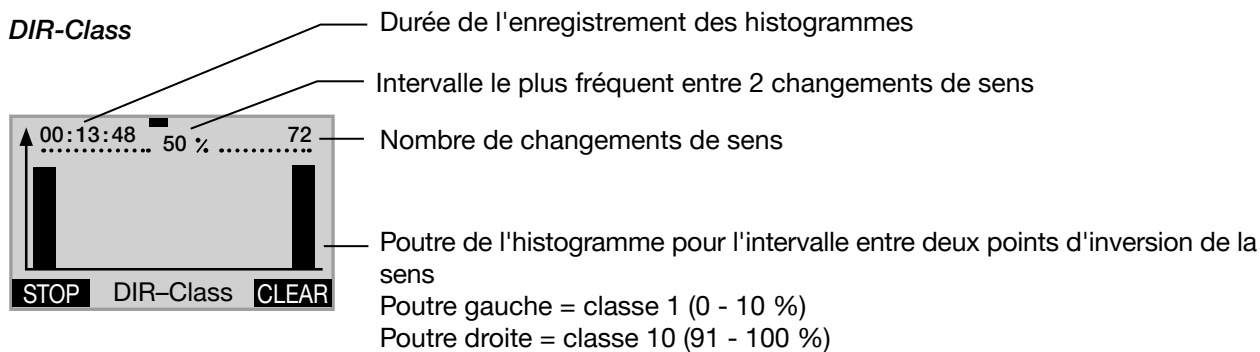 DIR-Class
Durée de l'enregistrement des histogrammes
Intervalle le plus fréquent entre 2 changements de sens
00:13:48 50 % 72
Nombre de changements de sens
Poutre de l'histogramme pour l'intervalle entre deux points d'inversion de la
sens
Poutre gauche = classe 1 (0 - 10 %)
Poutre droite = classe 10 (91 - 100 %)
STOP DIR–Class CLEAR